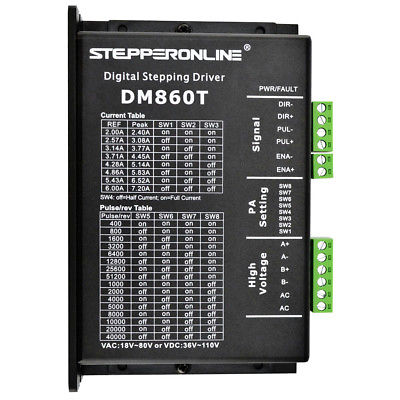 STEPPERONLINE®
Digital Stepping Driver
DM860T
Current Table
REF Peak SW1 SW2 SW3
2.00A 2.40A on on on
2.57A 3.08A off on on
3.14A 3.77A on off on
3.71A 4.45A off off on
4.28A 5.14A on on off
4.86A 5.83A off on off
5.43A 6.52A on off off
6.00A 7.20A off off off
SW4: off=Half Current; on=Full Current
Pulse/rev Table
Pulse/rev SW5 SW6 SW7 SW8
400 on on on on
800 off on on on
1600 on off on on
3200 off off on on
6400 on on off on
12800 off on off on
25600 on off off on
51200 off off off on
1000 on on on off
2000 off on on off
4000 on off on off
5000 off off on off
8000 on on off off
10000 off on off off
20000 on off off off
40000 off off off off
VAC:18V~80V or VDC:36V~110V
PWR/FAULT
Signal
DIR-
DIR+
PUL-
PUL+
ENA-
ENA+
PA Setting
SW8
SW7
SW6
SW5
SW4
SW3
SW2
SW1
High Voltage
A+
A-
B+
B-
AC
AC